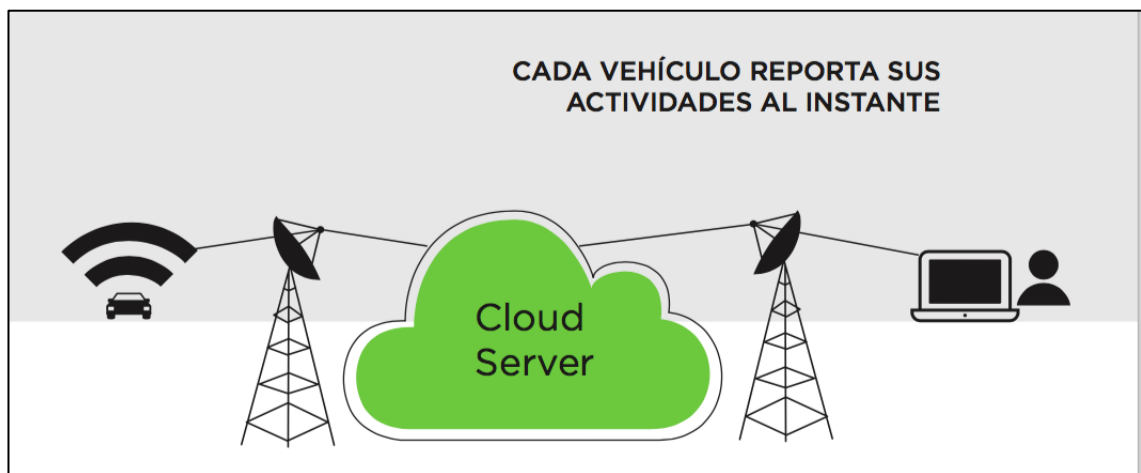 CADA VEHÍCULO REPORTA SUS
ACTIVIDADES AL INSTANTE
Cloud
Server